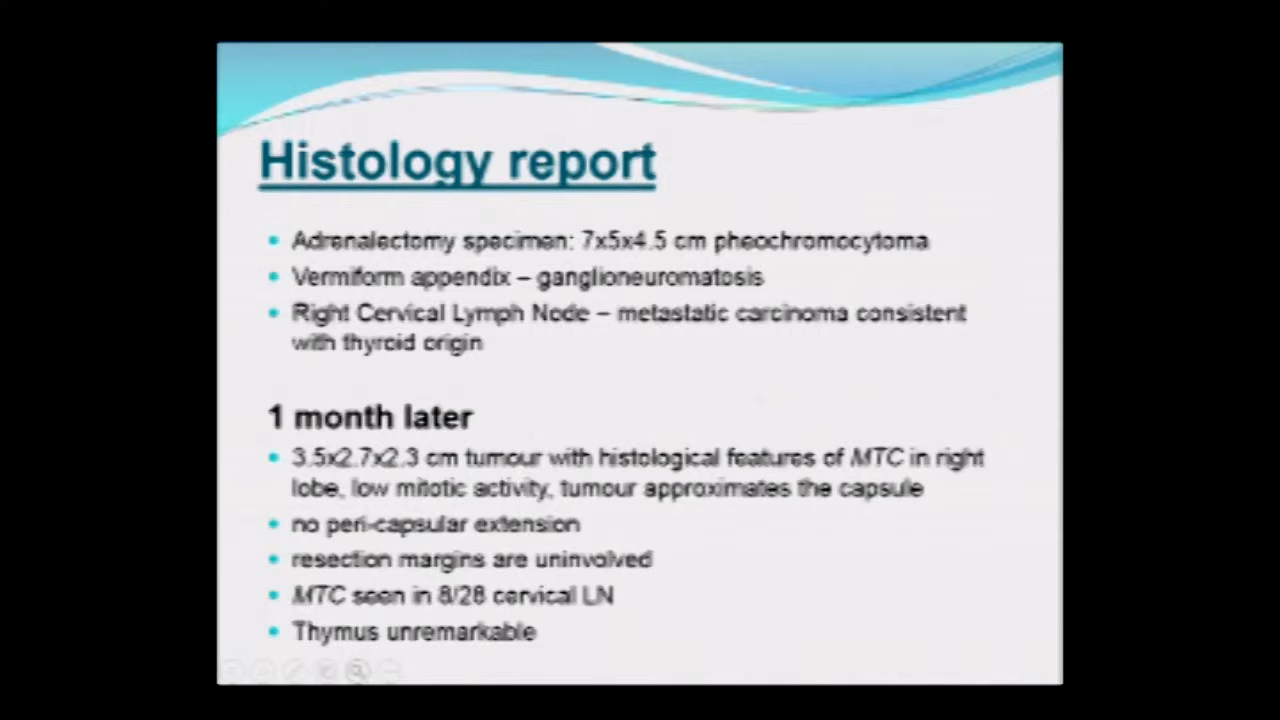 Histology report
Adrenalectomy specimen: 7x5x4.5 cm pheochromocytoma
Vermiform appendix – ganglioneuromatosis
Right Cervical Lymph Node – metastatic carcinoma consistent
with thyroid origin
1 month later
3.5x2.7x2.3 cm tumour with histological features of MTC in right
lobe, low mitotic activity, tumour approximates the capsule
no peri-capsular extension
resection margins are uninvolved
MTC seen in 8/28 cervical LN
Thymus unremarkable